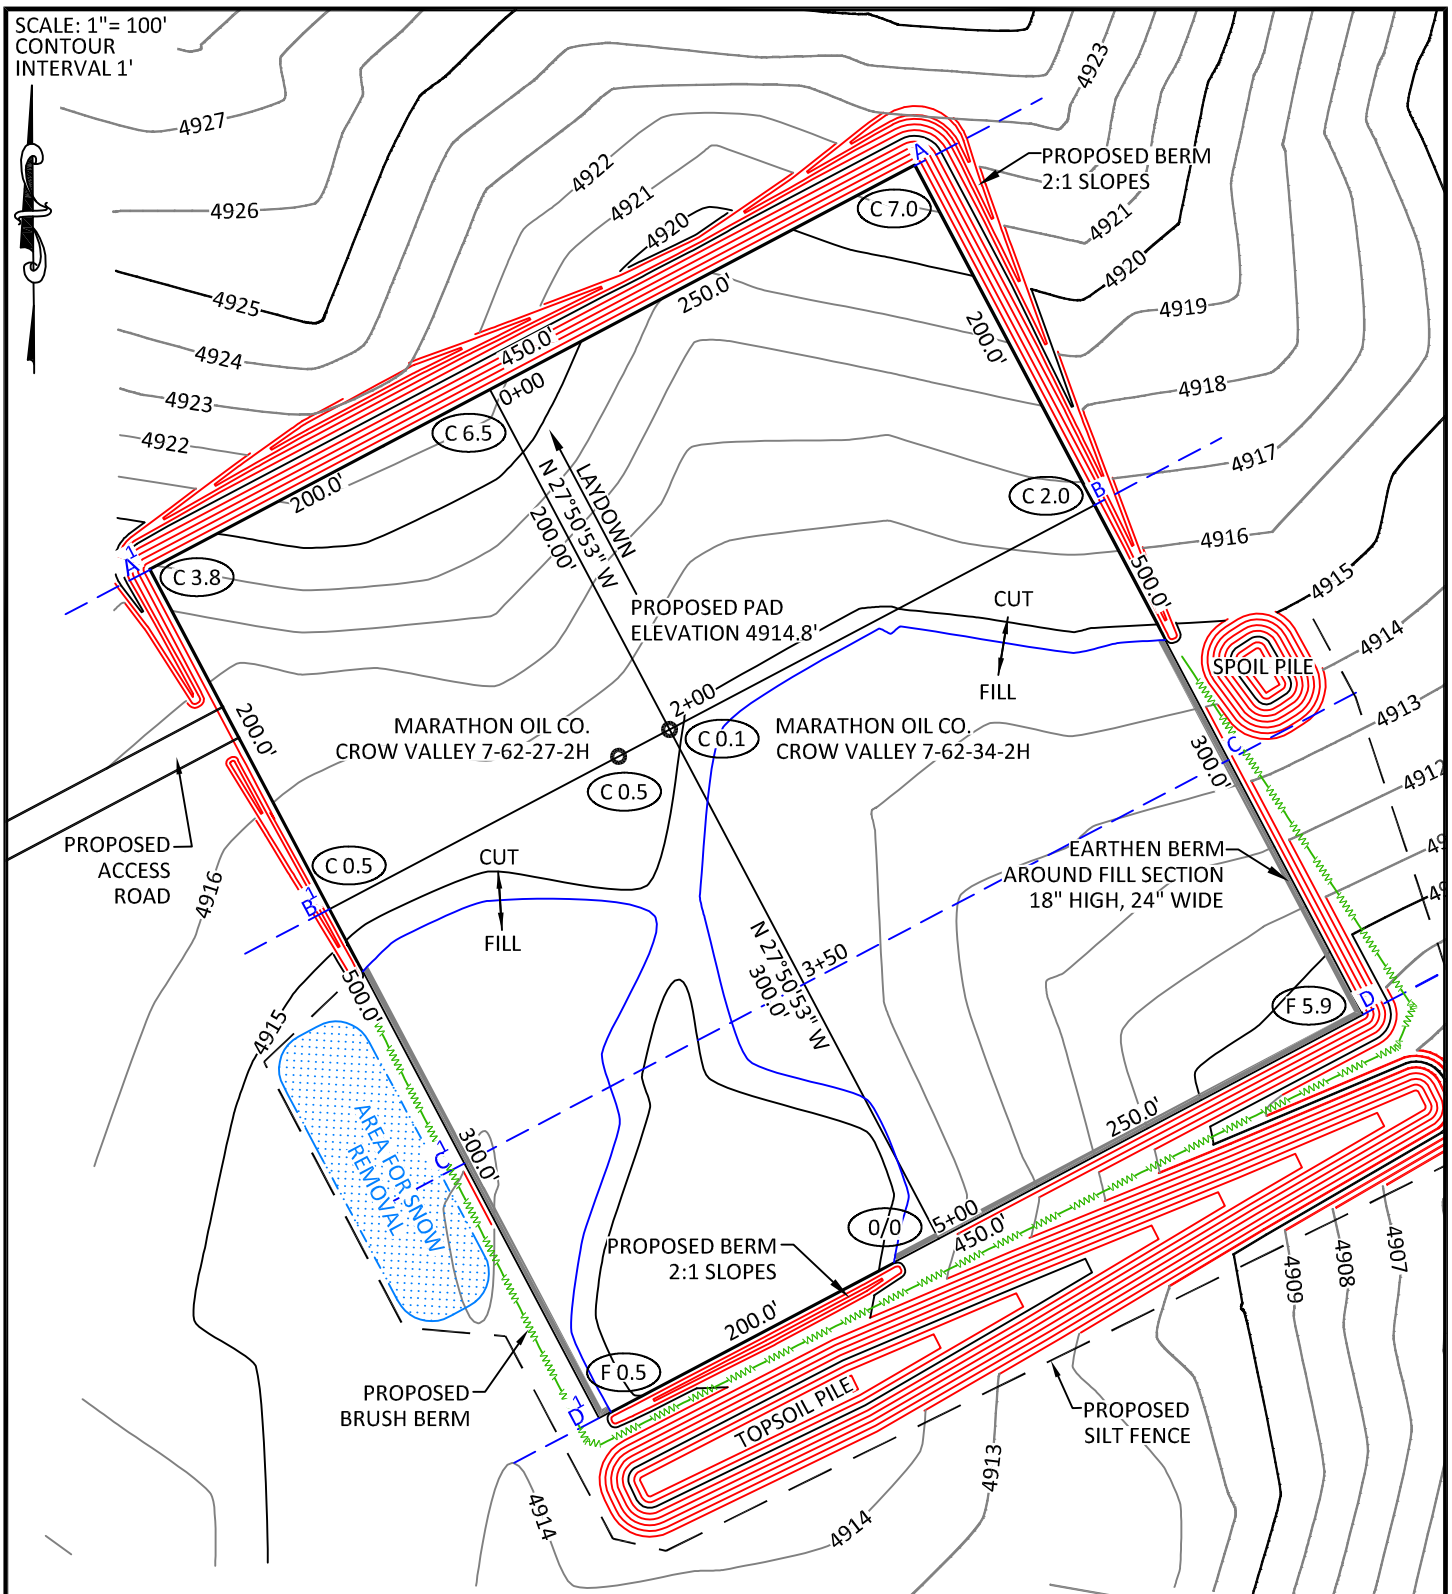 SCALE: 1"= 100'
CONTOUR
INTERVAL 1'
4927
4926
4925
4924
4923
4922
4922
4921
4920
4923
PROPOSED BERM
2:1 SLOPES
4921
4920
4919
4918
4917
4916
4915
4914
4913
4912
A
C 7.0
250.0'
450.0'
0+00
C 6.5
200.0'
200.0'
LAYDOWN
N 27°50'53" W
200.00'
C 2.0
B
500.0'
1
A
C 3.8
PROPOSED PAD
ELEVATION 4914.8'
CUT
FILL
SPOIL PILE
2+00
200.0'
MARATHON OIL CO.
CROW VALLEY 7-62-27-2H
C 0.1
MARATHON OIL CO.
CROW VALLEY 7-62-34-2H
C
300.0'
C 0.5
PROPOSED
ACCESS
ROAD
4916
C 0.5
1
B
CUT
FILL
EARTHEN BERM
AROUND FILL SECTION
18" HIGH, 24" WIDE
N 27°50'53" W
300.0'
3+50
500.0'
4915
F 5.9
D
AREA FOR SNOW
REMOVAL
300.0'
250.0'
0/0
5+00
450.0'
PROPOSED BERM
2:1 SLOPES
200.0'
4909
4908
4907
F 0.5
1
D
PROPOSED
BRUSH BERM
TOPSOIL PILE
PROPOSED
SILT FENCE
4913
4914
4914